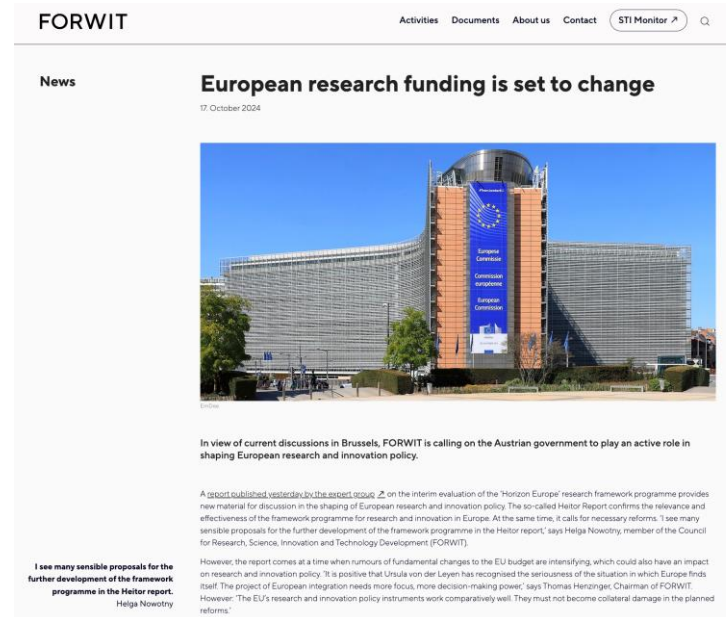 FORWIT
Activities Documents About us Contact STI Monitor ↗
News
European research funding is set to change
17. October 2024
Europese
Commissie
Commission
européenne
European
Commission
EmDee
In view of current discussions in Brussels, FORWIT is calling on the Austrian government to play an active role in
shaping European research and innovation policy.
A report published yesterday by the expert group ↗ on the interim evaluation of the 'Horizon Europe' research framework programme provides
new material for discussion in the shaping of European research and innovation policy. The so-called Heitor Report confirms the relevance and
effectiveness of the framework programme for research and innovation in Europe. At the same time, it calls for necessary reforms. 'I see many
sensible proposals for the further development of the framework programme in the Heitor report,' says Helga Nowotny, member of the Council
for Research, Science, Innovation and Technology Development (FORWIT).
I see many sensible proposals for the
further development of the framework
programme in the Heitor report.
Helga Nowotny
However, the report comes at a time when rumours of fundamental changes to the EU budget are intensifying, which could also have an impact
on research and innovation policy. 'It is positive that Ursula von der Leyen has recognised the seriousness of the situation in which Europe finds
itself. The project of European integration needs more focus, more decision-making power,' says Thomas Henzinger, Chairman of FORWIT.
However: 'The EU's research and innovation policy instruments work comparatively well. They must not become collateral damage in the planned
reforms.'